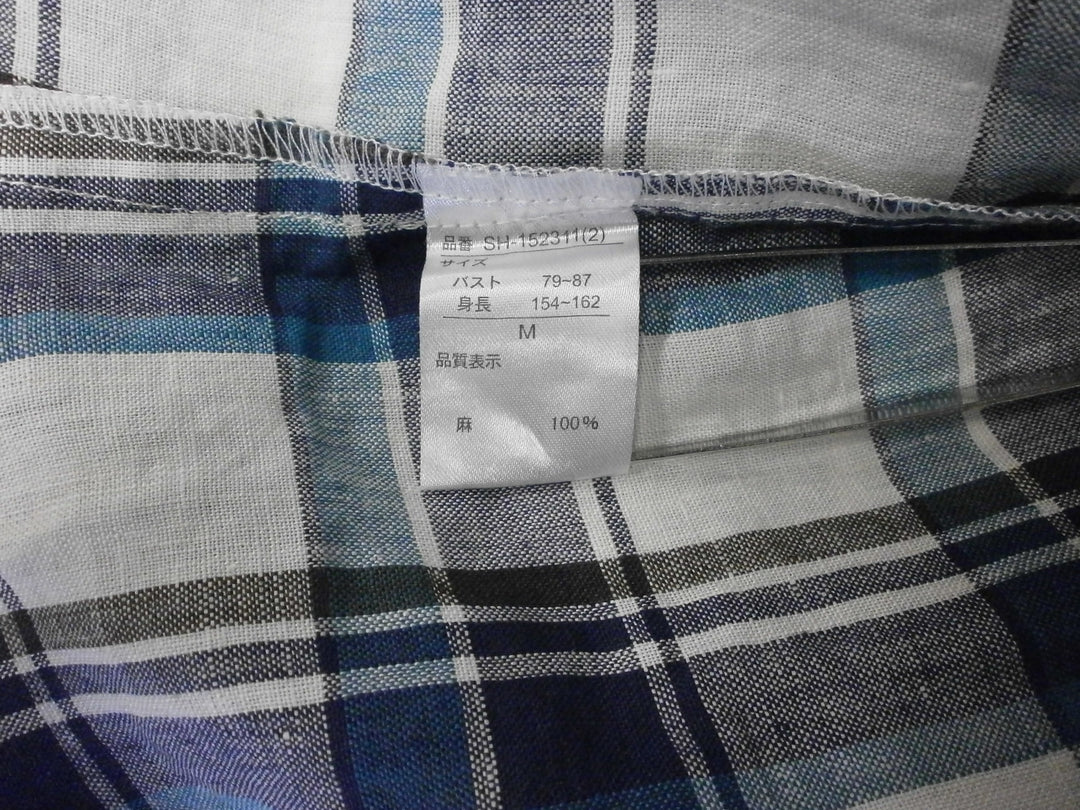 品番 SH-152311(2)
サイズ
バスト 79~87
身長 154~162
M
品質表示
麻 100%